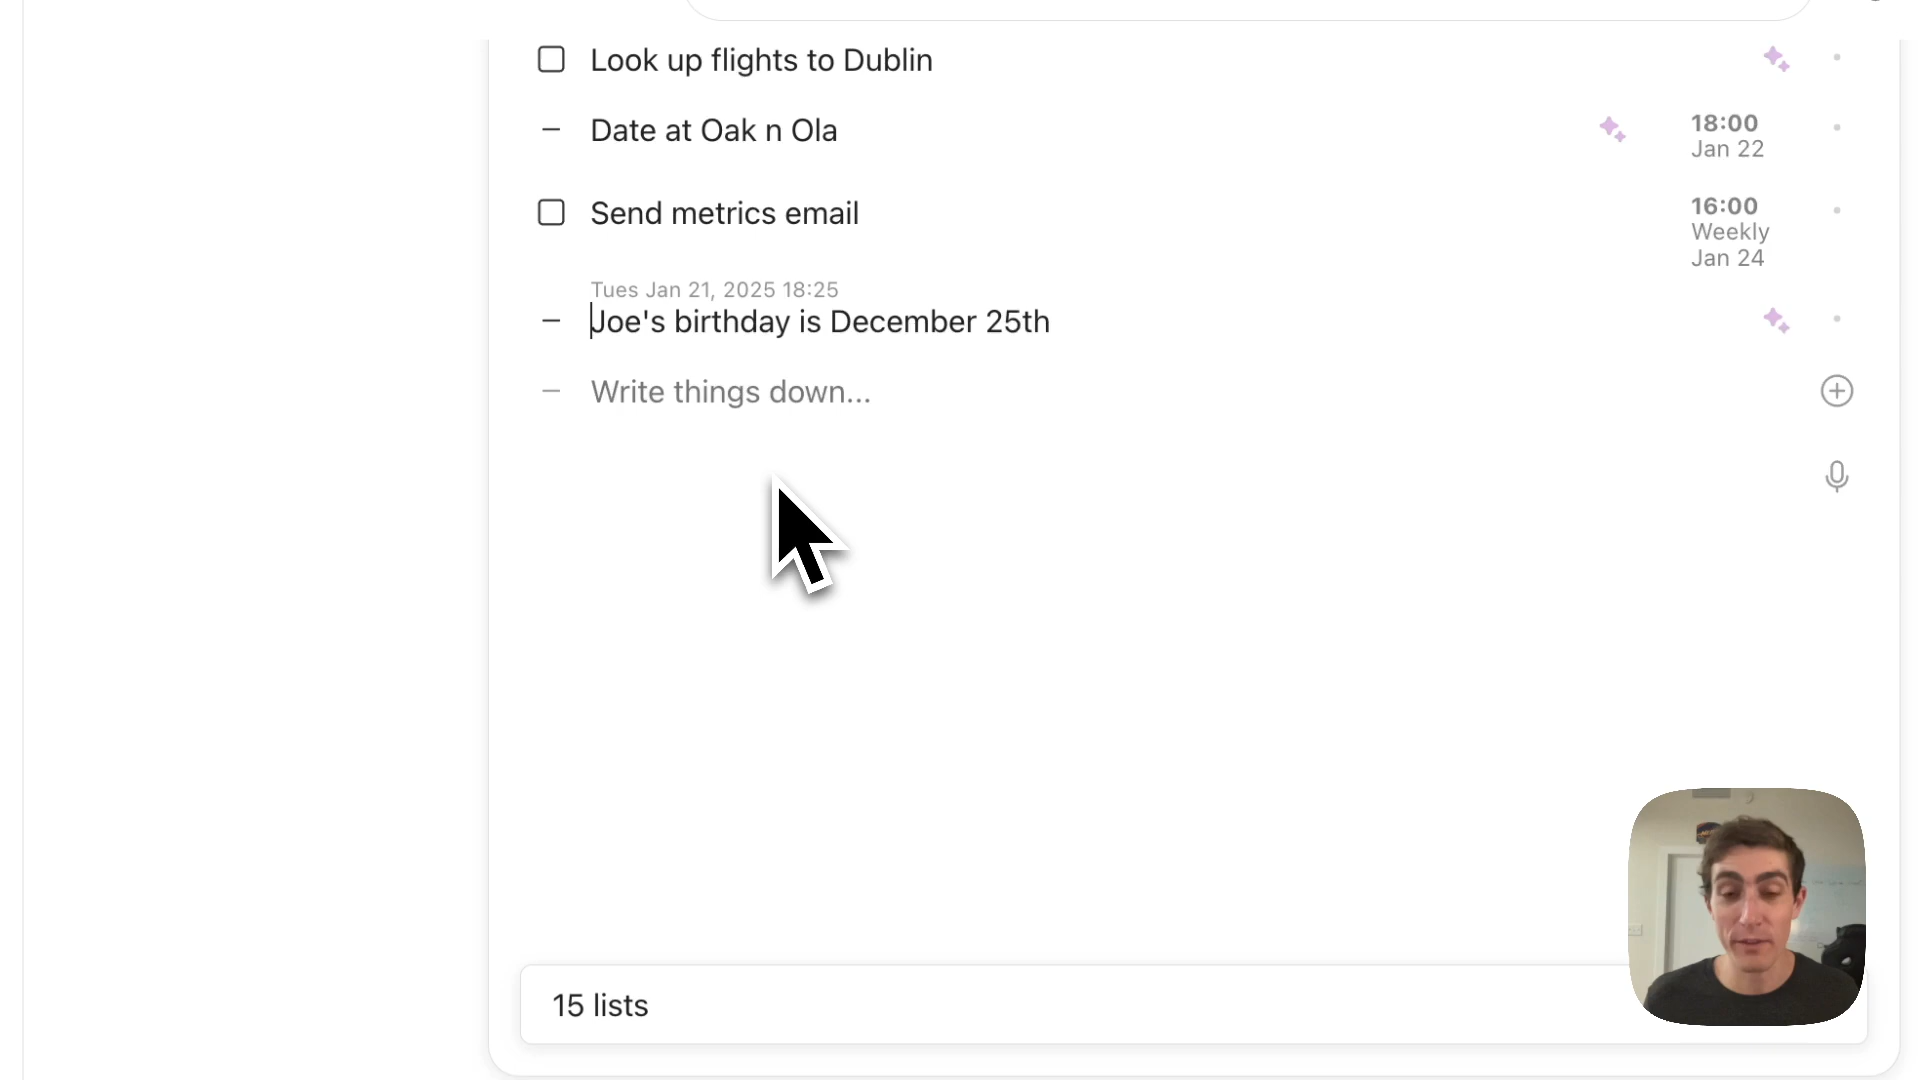 Look up flights to Dublin
Date at Oak n Ola
18:00
Jan 22
Send metrics email
16:00
Weekly
Jan 24
Tues Jan 21, 2025 18:25
Joe's birthday is December 25th
Write things down...
15 lists